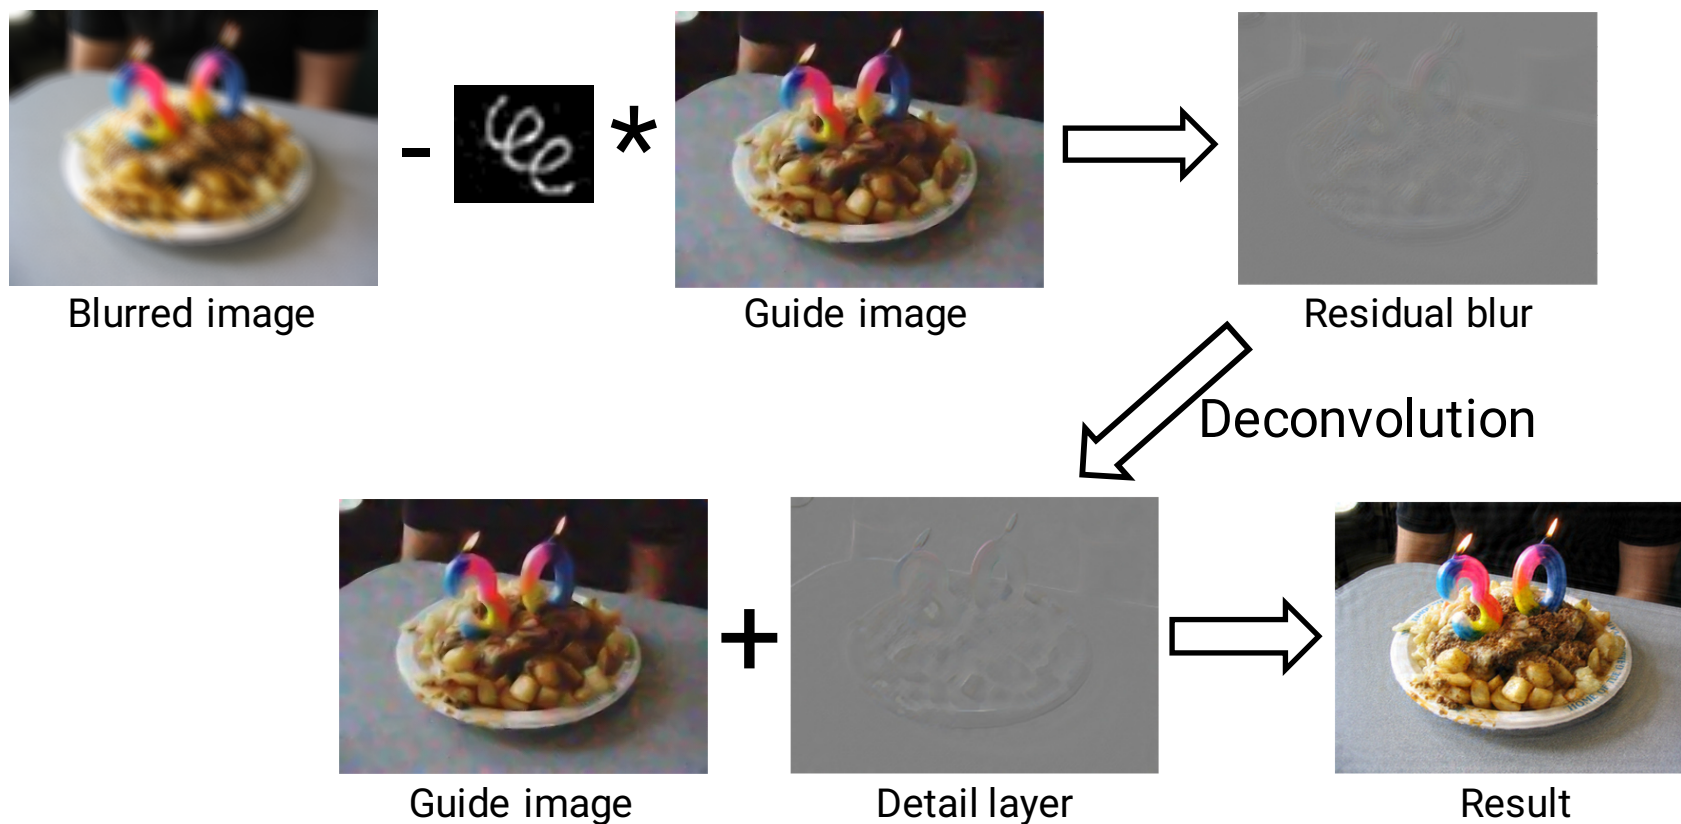 -
*
Blurred image
Guide image
Residual blur
Deconvolution
+
Guide image
Detail layer
Result